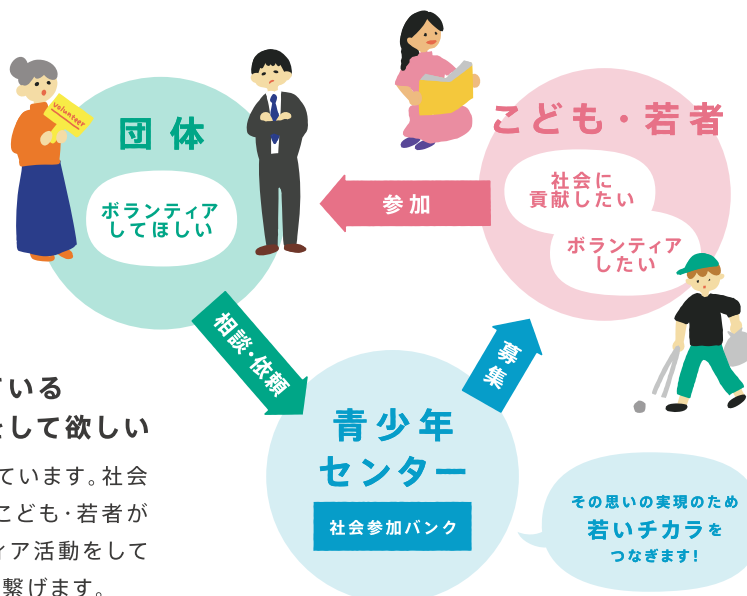 団体
ボランティア
してほしい
volunteer
こども・若者
社会に
貢献したい
ボランティア
したい
参加
相談・依頼
募集
青少年
センター
社会参加バンク
その思いの実現のため
若いチカラを
つなぎます!
ている
をして欲しい
ています。社会
こども・若者が
ィア活動をして
繋げます。